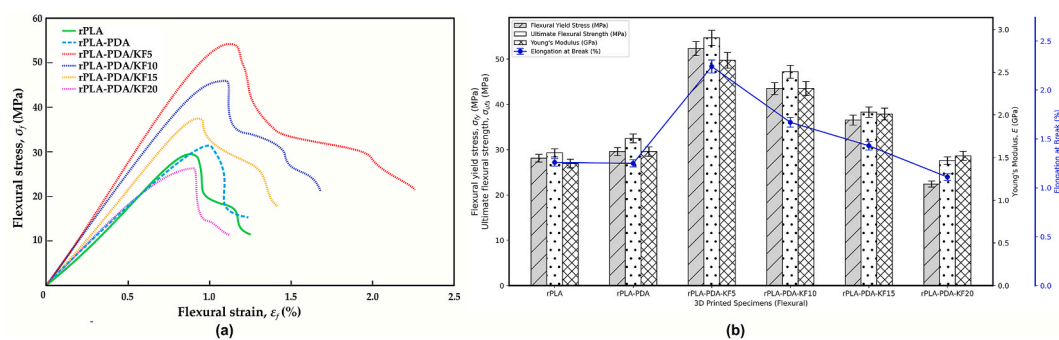 60
50
40
30
20
10
0
0.5
1.0
1.5
2.0
2.5
Flexural stress, σf (MPa)
Flexural strain, εf (%)
rPLA
rPLA-PDA
rPLA-PDA/KF5
rPLA-PDA/KF10
rPLA-PDA/KF15
rPLA-PDA/KF20
(a)
Flexural Yield Stress (MPa)
Ultimate Flexural Strength (MPa)
Young's Modulus (GPa)
Elongation at Break (%)
Flexural yield stress, σfy (MPa)
Ultimate flexural strength, σufs (MPa)
50
40
30
20
10
0
rPLA
rPLA-PDA
rPLA-PDA-KF5
rPLA-PDA-KF10
rPLA-PDA-KF15
rPLA-PDA-KF20
3D Printed Specimens (Flexural)
3.0
2.5
2.0
1.5
1.0
0.5
0.0
Young's Modulus, E (GPa)
2.5
2.0
1.5
1.0
0.5
0.0
Elongation at Break (%)
(b)